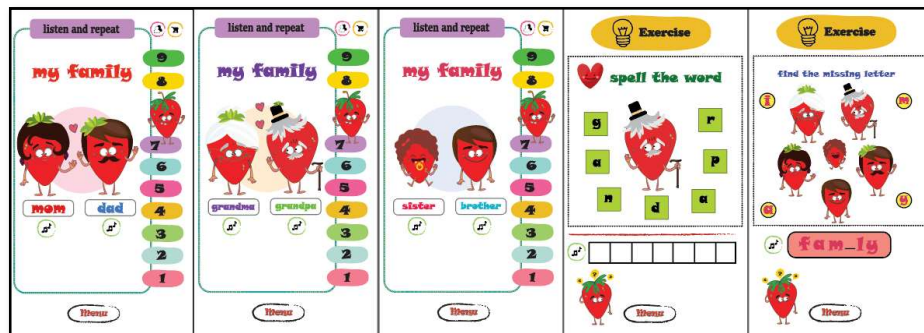 listen and repeat
my family
9
8
7
6
5
4
3
2
1
mom
dad
Menu
listen and repeat
my family
9
8
7
6
5
4
3
2
1
grandma
grandpa
Menu
listen and repeat
my family
9
8
7
6
5
4
3
2
1
sister
brother
Menu
Exercise
spell the word
g
r
a
p
n
d
a
?
Menu
Exercise
find the missing letter
i
m
a
y
fam_ly
?
Menu